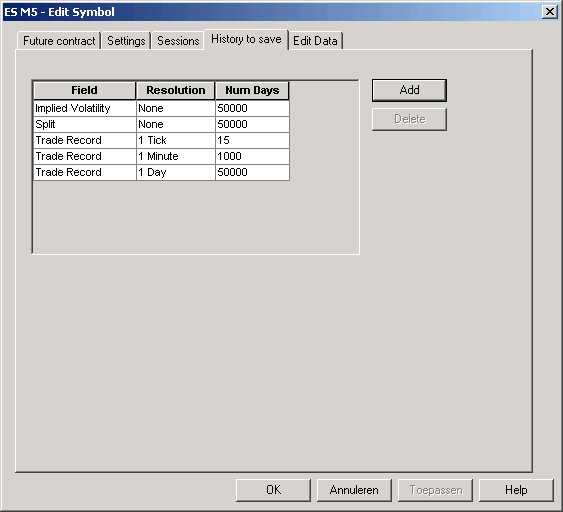 ES M5 - Edit Symbol
Future contract Settings Sessions History to save Edit Data
Field Resolution Num Days
Implied Volatility None 50000
Split None 50000
Trade Record 1 Tick 15
Trade Record 1 Minute 1000
Trade Record 1 Day 50000
Add
Delete
OK Annuleren Toepassen Help